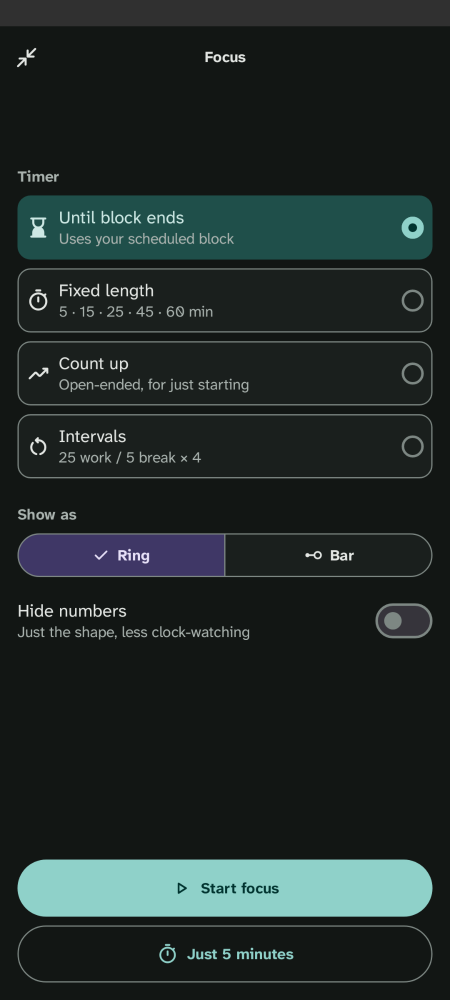 Focus
Timer
Until block ends
Uses your scheduled block
Fixed length
5 · 15 · 25 · 45 · 60 min
Count up
Open-ended, for just starting
Intervals
25 work / 5 break × 4
Show as
Ring
Bar
Hide numbers
Just the shape, less clock-watching
Start focus
Just 5 minutes